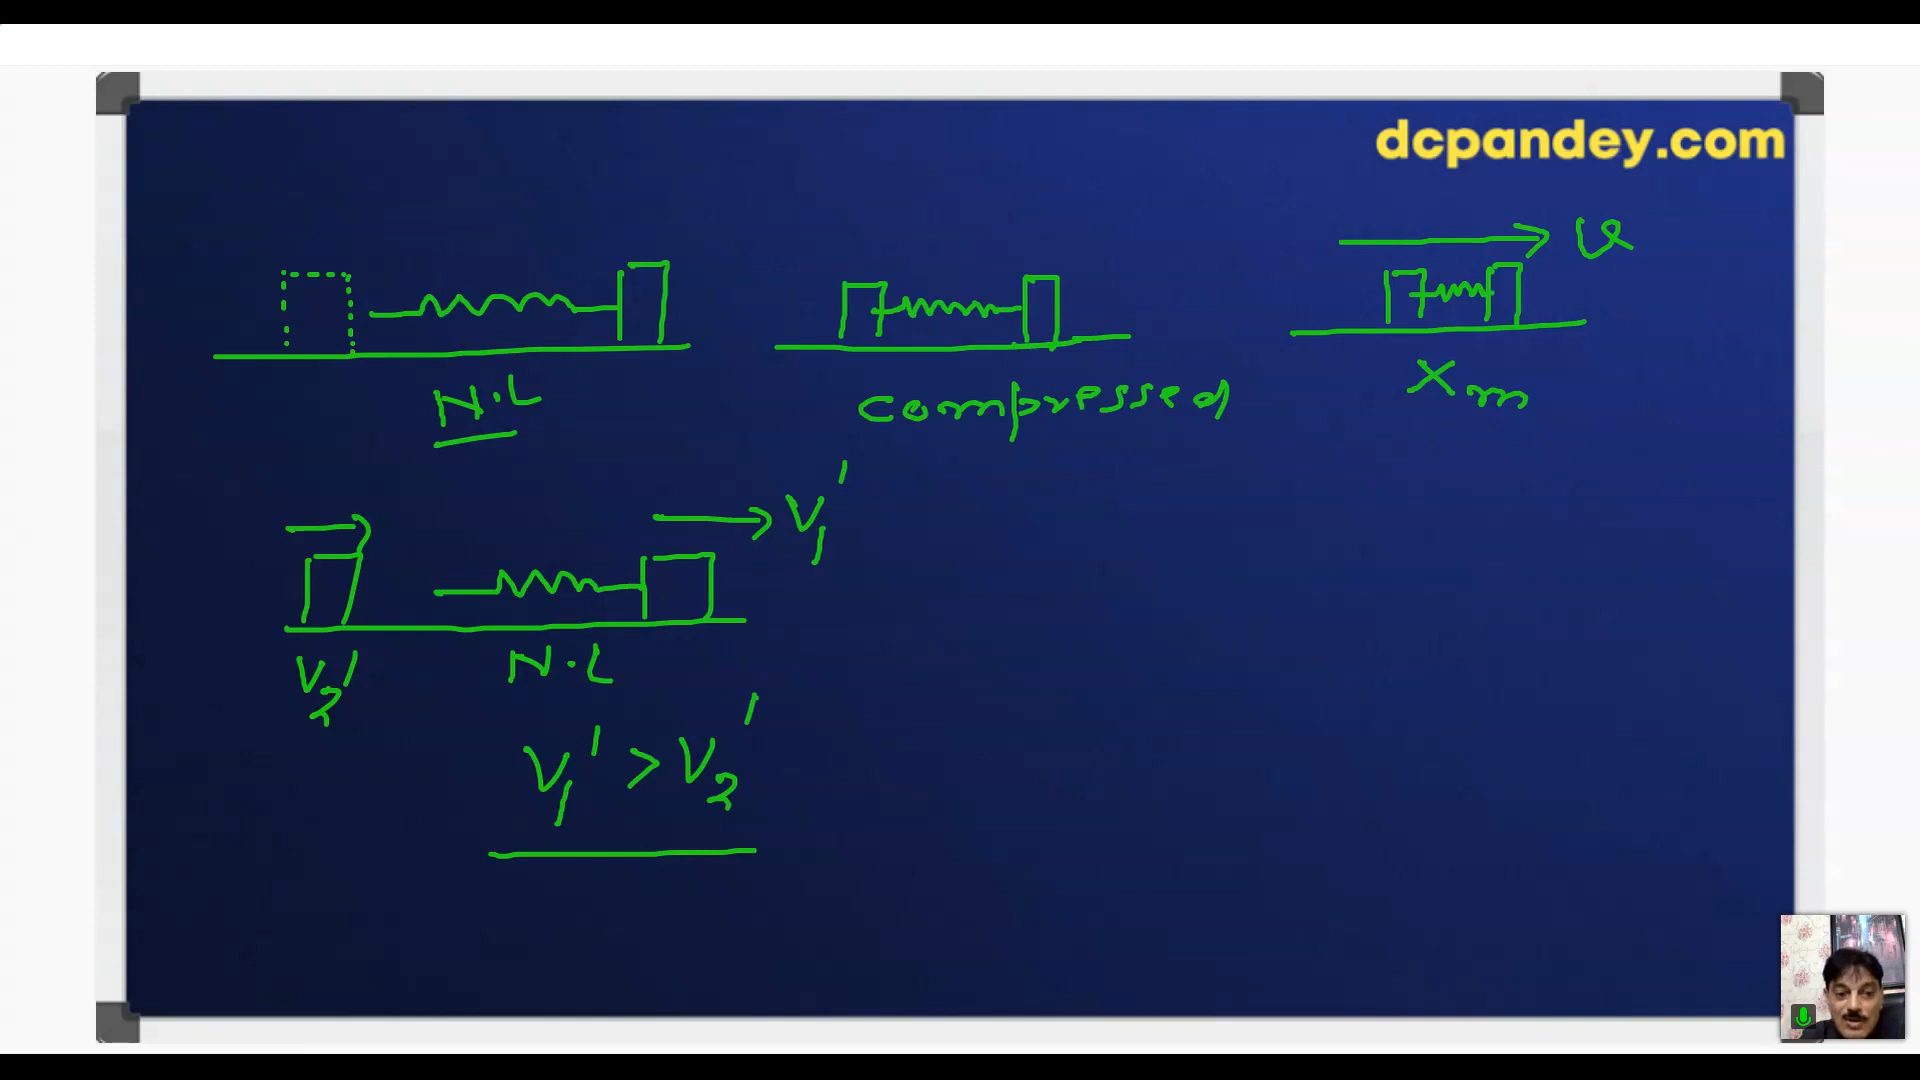 dcpandey.com
v
N.L
compressed
Xm
V1'
V2'
N.L
V1' > V2'